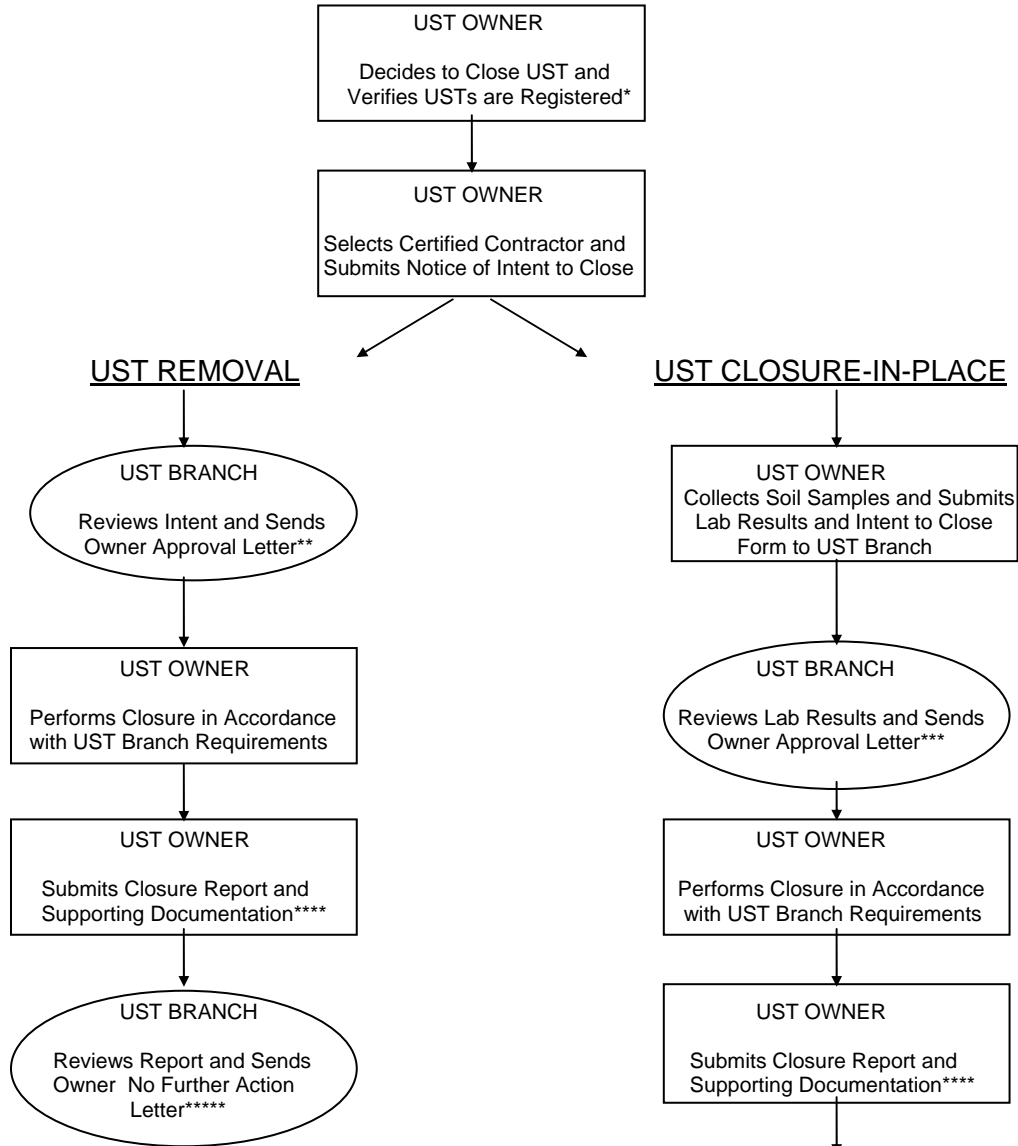 UST OWNER
Decides to Close UST and
Verifies USTs are Registered*
UST OWNER
Selects Certified Contractor and
Submits Notice of Intent to Close
UST REMOVAL
UST BRANCH
Reviews Intent and Sends
Owner Approval Letter**
UST OWNER
Performs Closure in Accordance
with UST Branch Requirements
UST OWNER
Submits Closure Report and
Supporting Documentation****
UST BRANCH
Reviews Report and Sends
Owner No Further Action
Letter*****
UST CLOSURE-IN-PLACE
UST OWNER
Collects Soil Samples and Submits
Lab Results and Intent to Close
Form to UST Branch
UST BRANCH
Reviews Lab Results and Sends
Owner Approval Letter***
UST OWNER
Performs Closure in Accordance
with UST Branch Requirements
UST OWNER
Submits Closure Report and
Supporting Documentation****